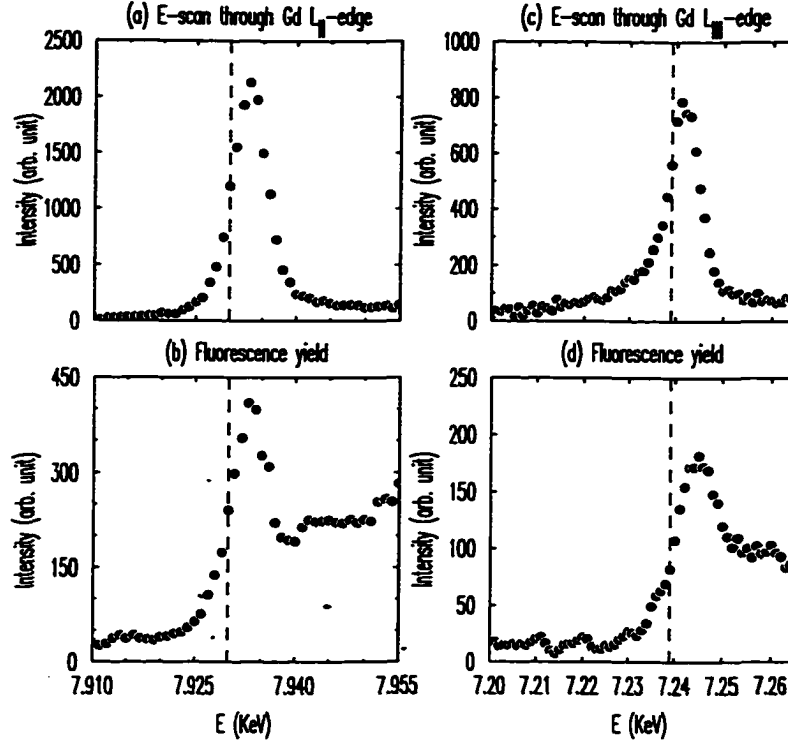 (a) E-scan through Gd L_II-edge
Intensity (arb. unit)
2500
2000
1500
1000
500
0
(c) E-scan through Gd L_III-edge
Intensity (arb. unit)
1000
800
600
400
200
0
(b) Fluorescence yield
Intensity (arb. unit)
450
300
150
0
7.910 7.925 7.940 7.955
E (KeV)
(d) Fluorescence yield
Intensity (arb. unit)
250
200
150
100
50
0
7.20 7.21 7.22 7.23 7.24 7.25 7.26
E (KeV)